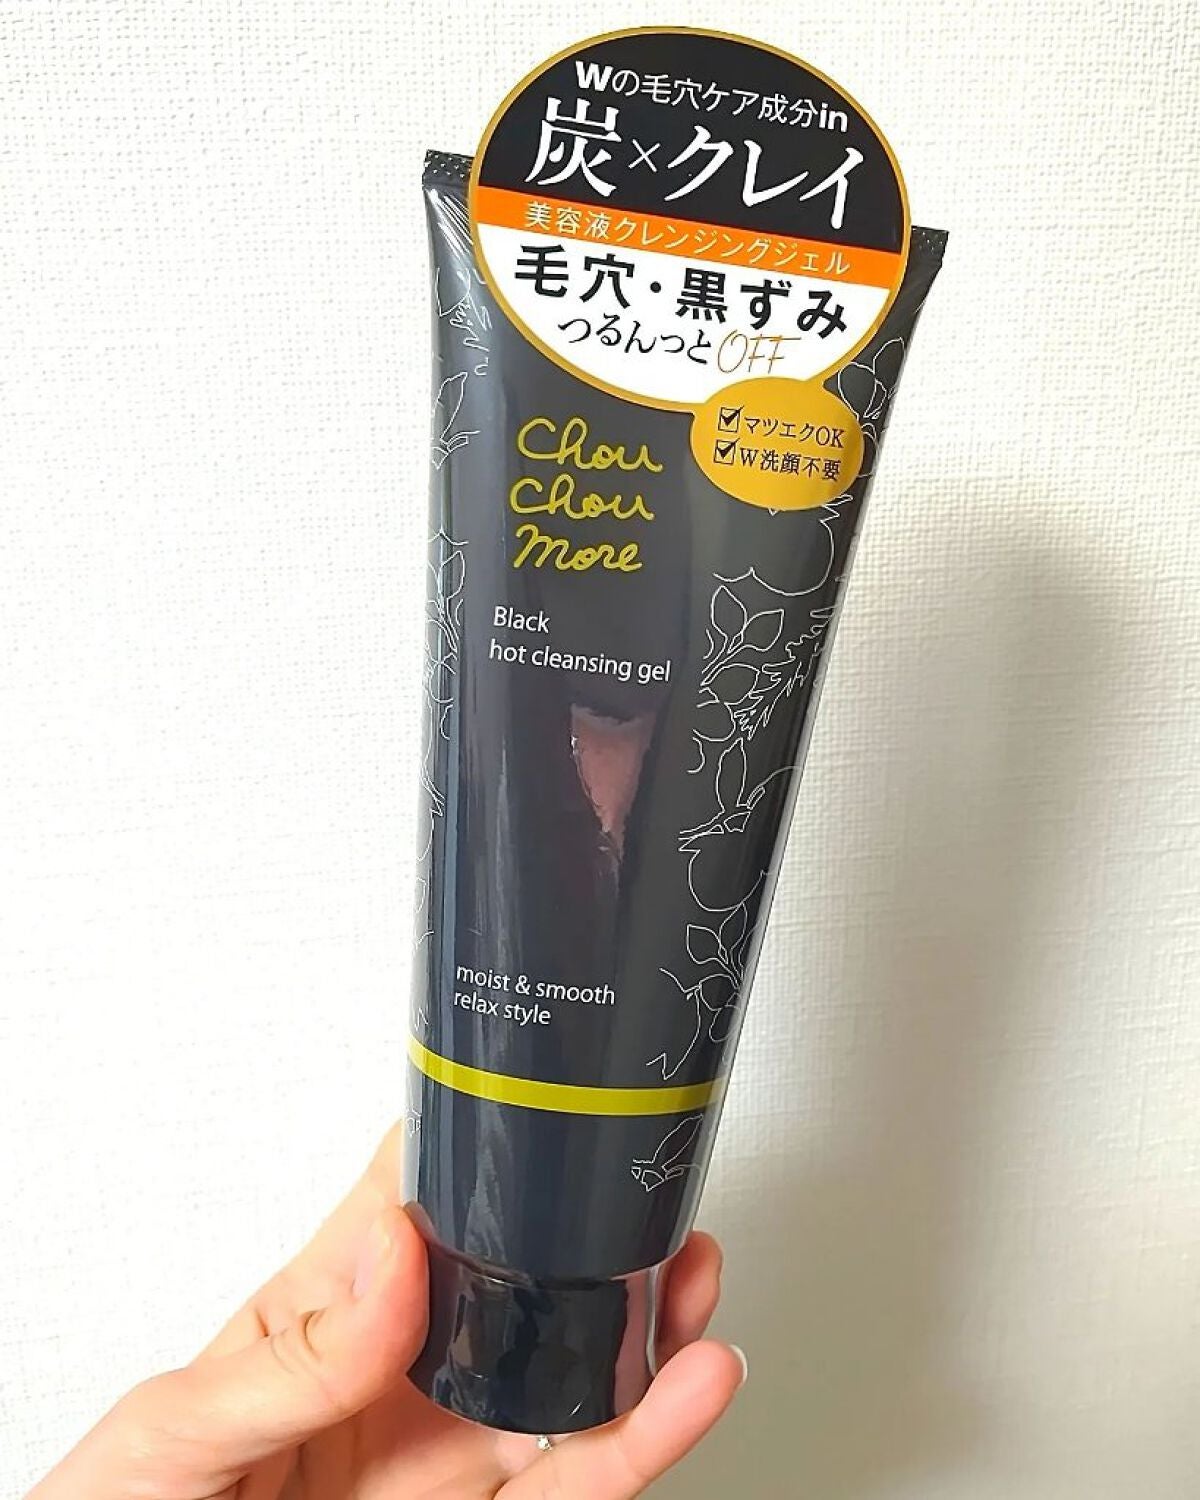 Wの毛穴ケア成分in
炭×クレイ
美容液クレンジングジェル
毛穴・黒ずみ
つるんっとOFF
☑マツエクOK
☑W洗顔不要
Chou
Chou
More
Black
hot cleansing gel
moist & smooth
relax style